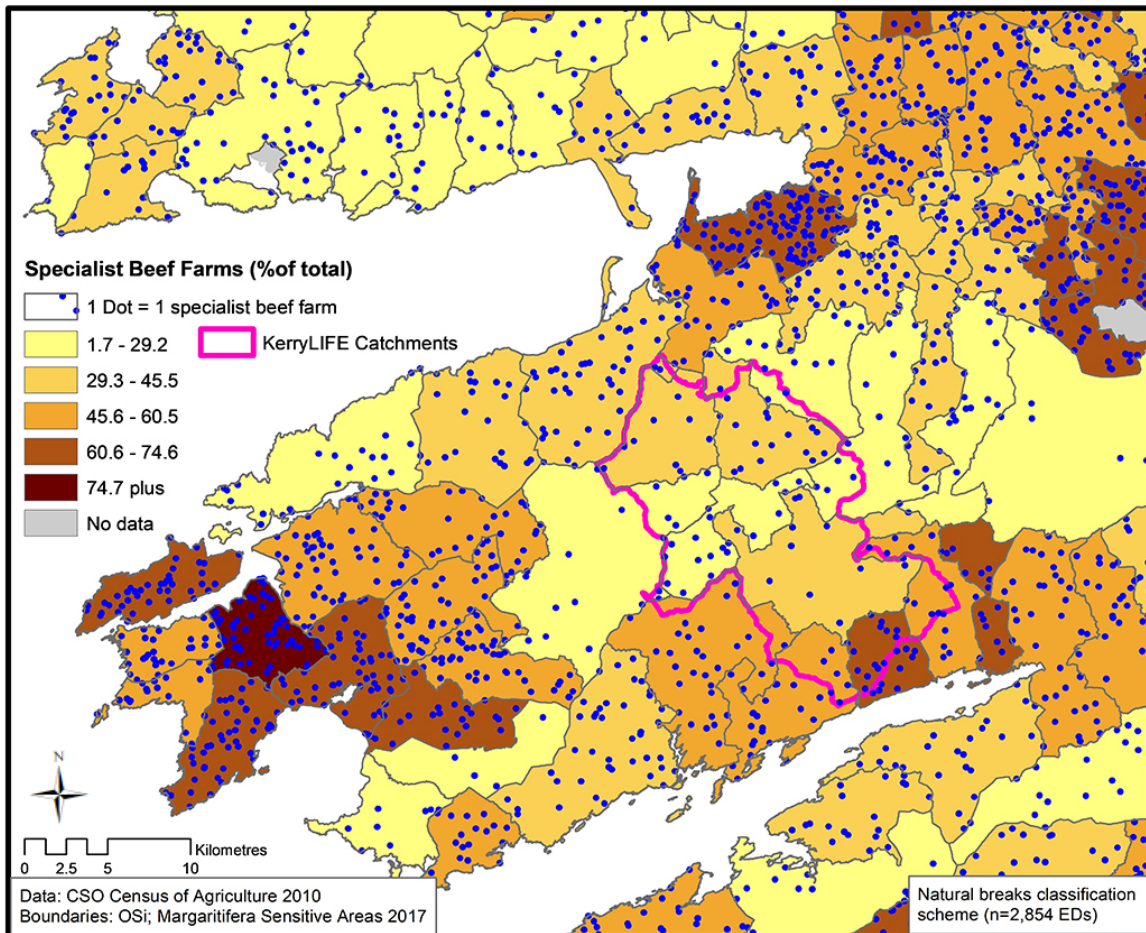 Specialist Beef Farms (%of total)
1 Dot = 1 specialist beef farm
1.7 - 29.2
KerryLIFE Catchments
29.3 - 45.5
45.6 - 60.5
60.6 - 74.6
74.7 plus
No data
N
0 2.5 5 10
Kilometres
Data: CSO Census of Agriculture 2010
Boundaries: OSi; Margaritifera Sensitive Areas 2017
Natural breaks classification
scheme (n=2,854 EDs)